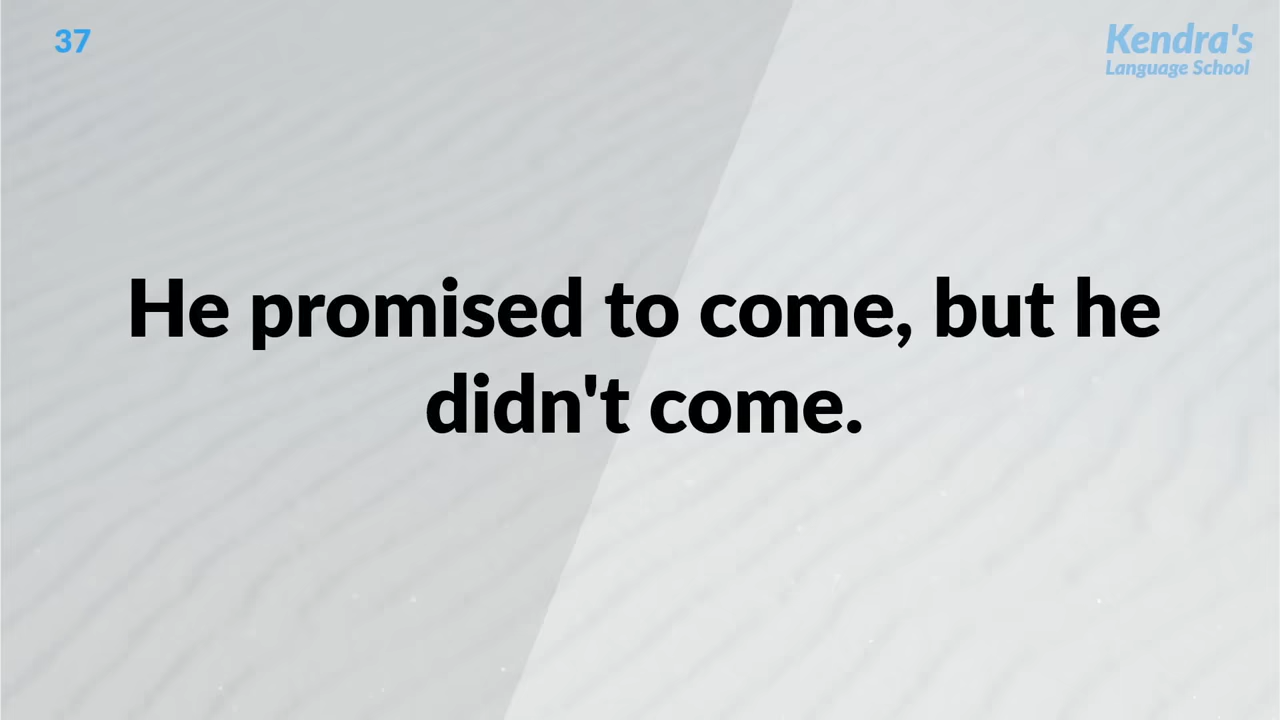 37
Kendra's
Language School
He promised to come, but he
didn't come.